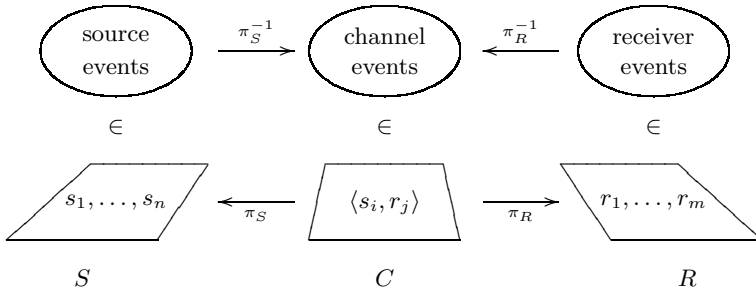 source events
π_S^{-1}
channel events
π_R^{-1}
receiver events
∈ ∈ ∈
s_1, . . . , s_n
π_S
⟨s_i, r_j⟩
π_R
r_1, . . . , r_m
S C R